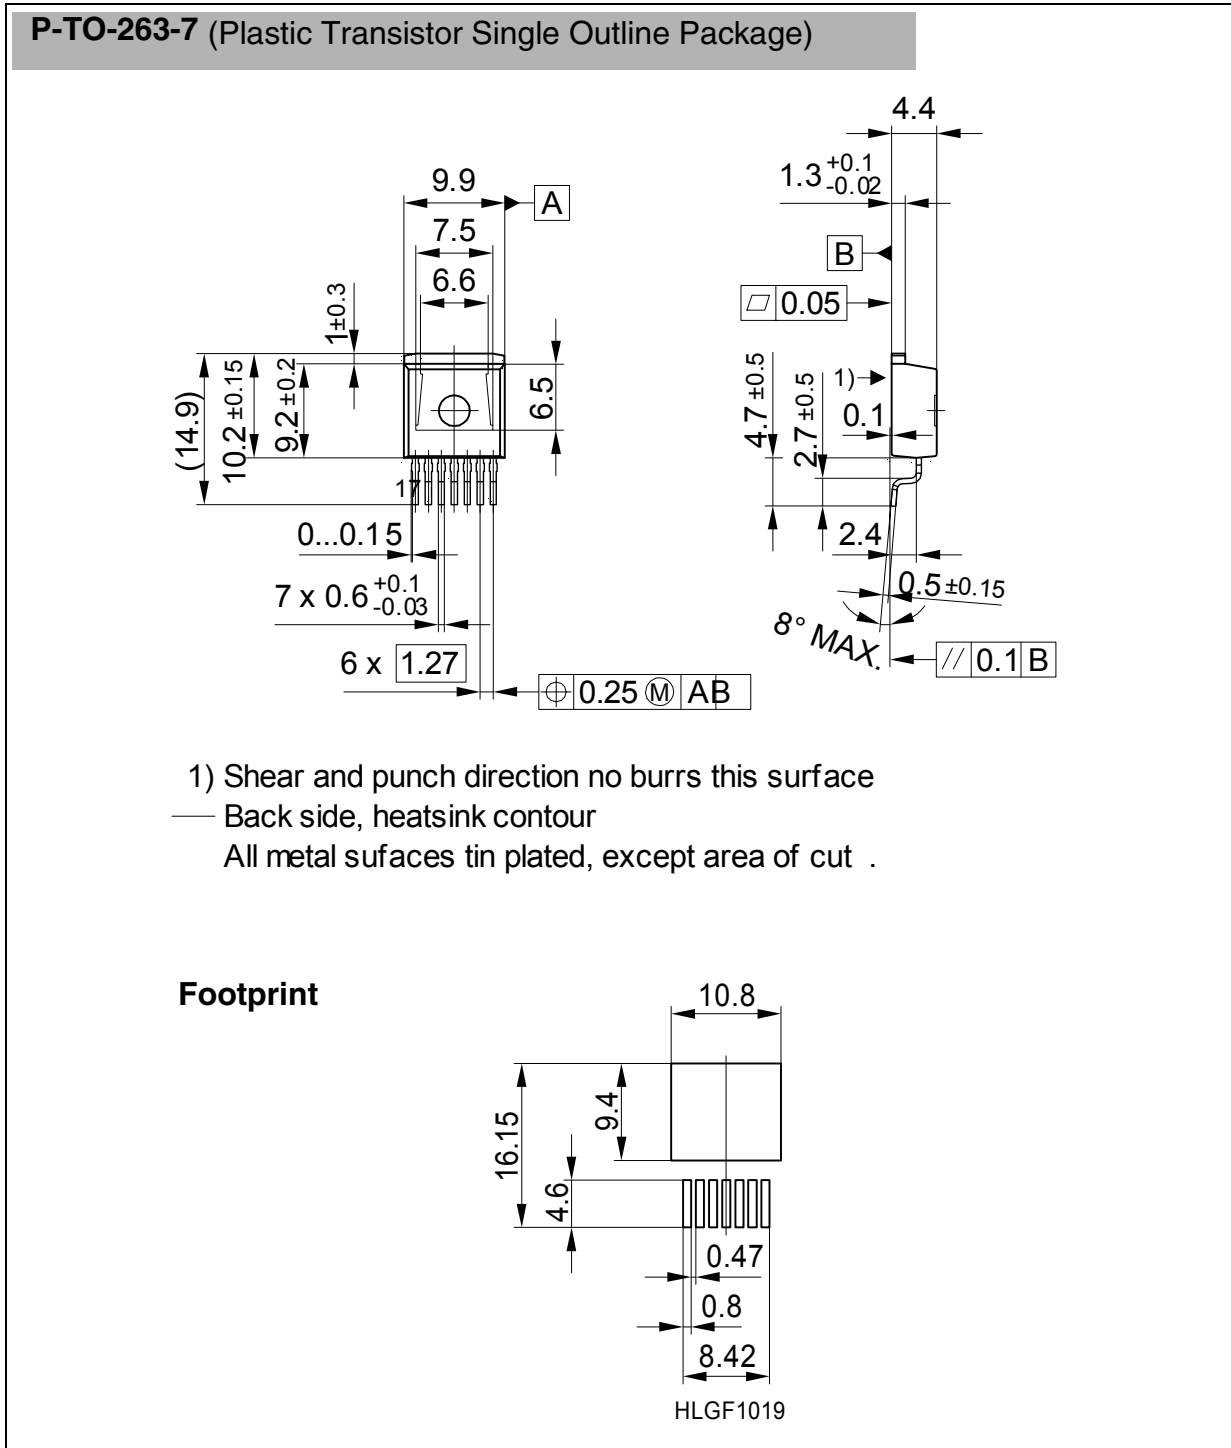 P-TO-263-7 (Plastic Transistor Single Outline Package)
4.4
1.3 +0.1 -0.02
9.9
A
7.5
B
6.6
0.05
1±0.3
(14.9)
10.2 ±0.15
9.2 ±0.2
6.5
4.7 ±0.5
2.7 ±0.5
1)
0.1
17
0...0.15
2.4
7 x 0.6 +0.1 -0.03
0.5 ±0.15
8° MAX.
6 x 1.27
// 0.1 B
0.25 Ⓜ AB
1) Shear and punch direction no burrs this surface
Back side, heatsink contour
All metal sufaces tin plated, except area of cut .
Footprint
10.8
16.15
9.4
4.6
0.47
0.8
8.42
HLGF1019